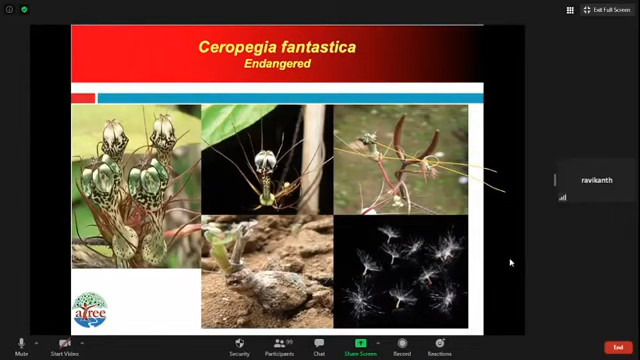 Exit Full Screen
Ceropegia fantastica
Endangered
ravikanth
atree
Mute
Start Video
Security
Participants
99
Chat
Share Screen
Record
Reactions
End